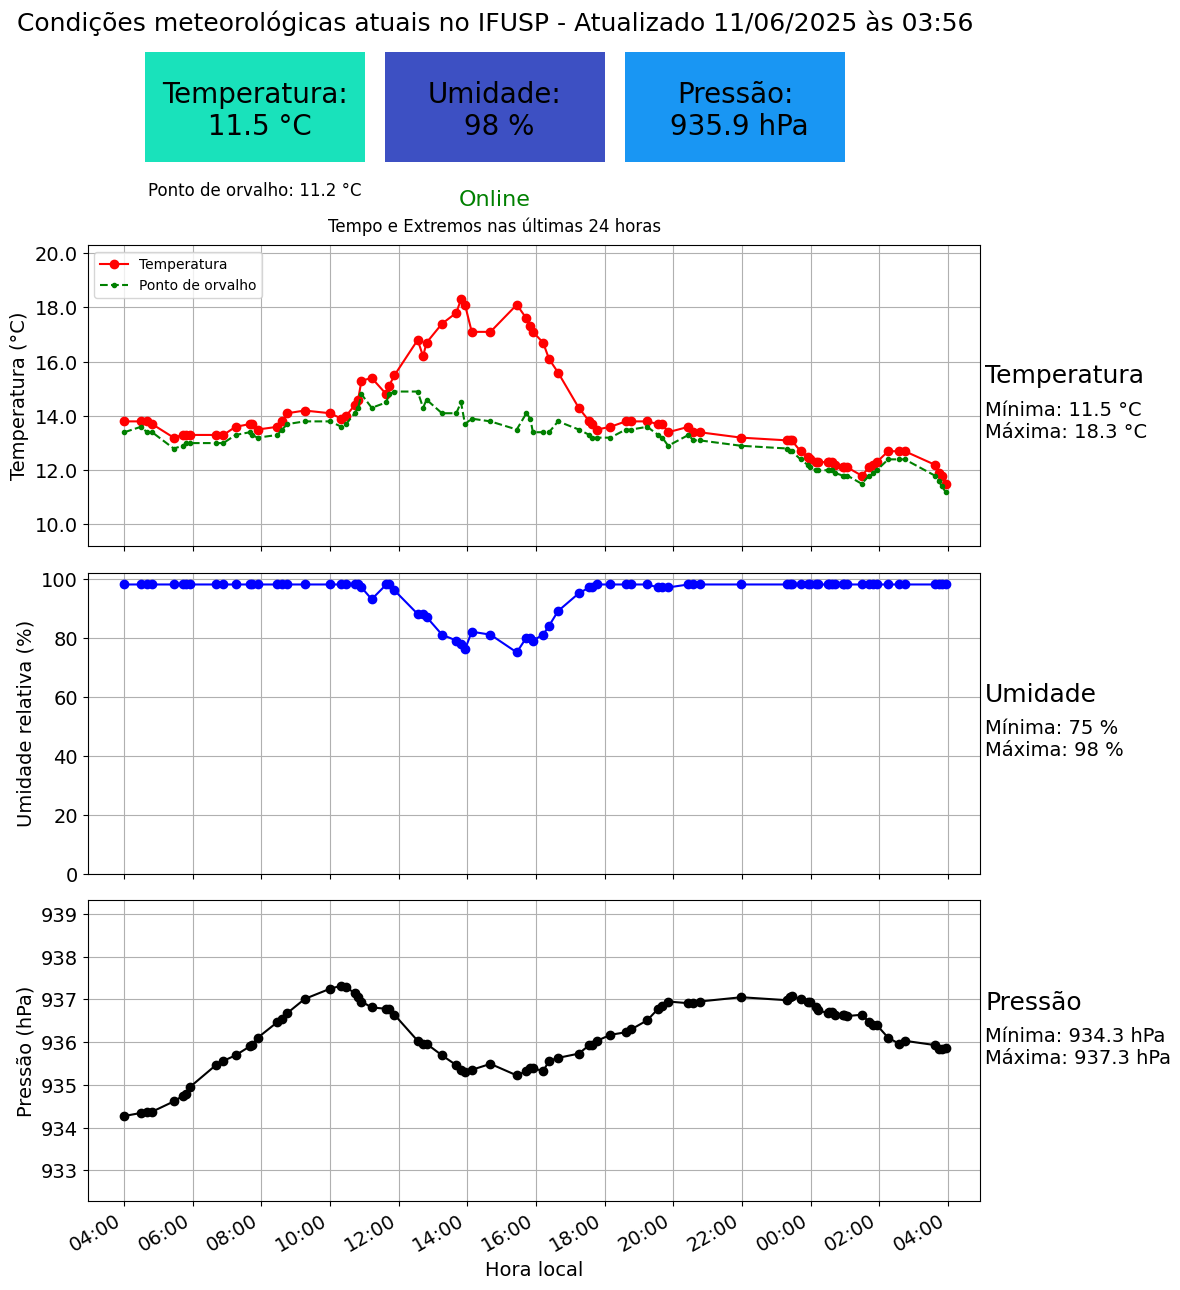 Condições meteorológicas atuais no IFUSP - Atualizado 11/06/2025 às 03:56
Temperatura:
11.5 °C
Umidade:
98 %
Pressão:
935.9 hPa
Ponto de orvalho: 11.2 °C
Online
Tempo e Extremos nas últimas 24 horas
Temperatura (°C)
20.0
18.0
16.0
14.0
12.0
10.0
Temperatura
Ponto de orvalho
Temperatura
Mínima: 11.5 °C
Máxima: 18.3 °C
Umidade relativa (%)
100
80
60
40
20
0
Umidade
Mínima: 75 %
Máxima: 98 %
Pressão (hPa)
939
938
937
936
935
934
933
Pressão
Mínima: 934.3 hPa
Máxima: 937.3 hPa
04:00
06:00
08:00
10:00
12:00
14:00
16:00
18:00
20:00
22:00
00:00
02:00
04:00
Hora local